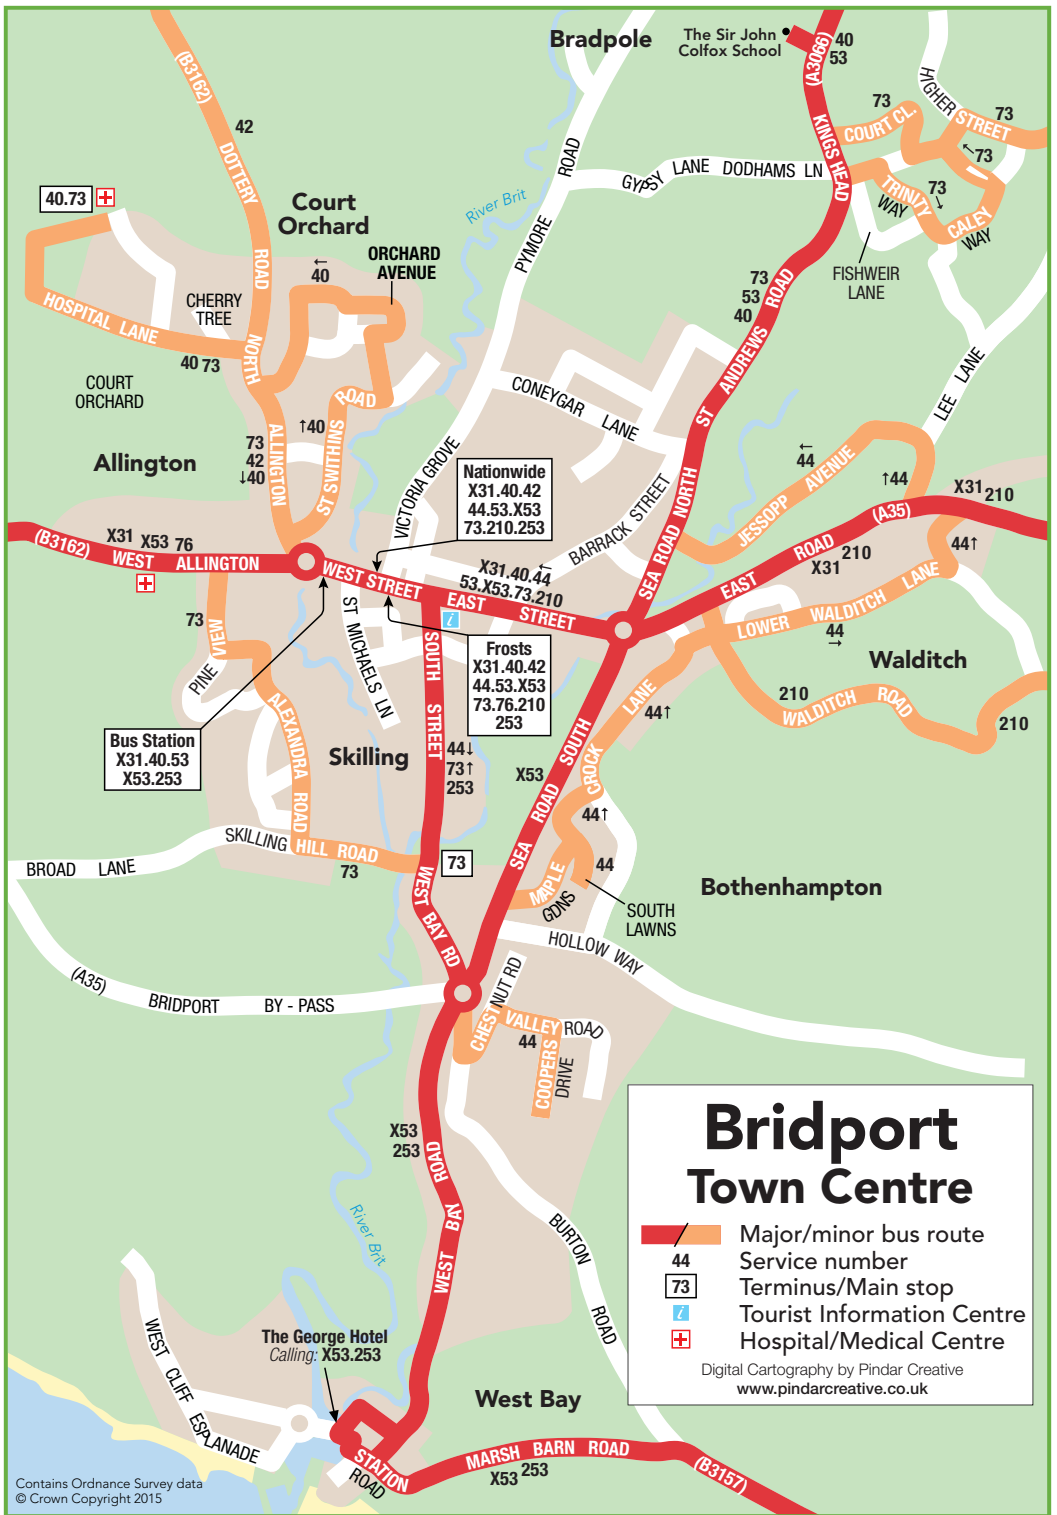 Bradpole
The Sir John
Colfox School
40
53
(A3066)
KINGS HEAD
HIGHER STREET
73
COURT CL.
73
←73
TRINITY
WAY
73
→
CALEY
WAY
FISHWEIR
LANE
GYPSY LANE DODHAMS LN
PYMORE ROAD
River Brit
(B3162)
42
DOTTERY
ROAD
40.73
Court
Orchard
ORCHARD
AVENUE
←
40
CHERRY
TREE
HOSPITAL LANE
40 73
NORTH
COURT
ORCHARD
73
53
40
ST ANDREWS ROAD
LEE LANE
CONEYGAR LANE
ROAD
↑40
ST SWITHINS
ALLINGTON
73
42
↓40
Allington
VICTORIA GROVE
Nationwide
X31.40.42
44.53.X53
73.210.253
BARRACK STREET
SEA ROAD NORTH
←
44
JESSOPP AVENUE
↑44
X31 210
(A35)
(B3162)
X31 X53 76
WEST ALLINGTON
WEST STREET
X31.40.44
←
53.X53.73.210
EAST STREET
EAST ROAD
210
X31
44↑
LOWER WALDITCH LANE
44
→
Walditch
73
VIEW
PINE
ST MICHAELS LN
SOUTH STREET
Frosts
X31.40.42
44.53.X53
73.76.210
253
LANE
44↑
210
WALDITCH ROAD
210
ALEXANDRA ROAD
Bus Station
X31.40.53
X53.253
Skilling
44↓
73↑
253
X53
SEA ROAD SOUTH
CROCK
44↑
SKILLING
HILL ROAD
73
73
BROAD LANE
WEST BAY RD
MAPLE
GDNS
44
SOUTH
LAWNS
Bothenhampton
HOLLOW WAY
(A35)
BRIDPORT BY - PASS
CHESTNUT RD
VALLEY ROAD
44
COOPERS
DRIVE
X53
253
WEST BAY ROAD
River Brit
BURTON ROAD
Bridport
Town Centre
Major/minor bus route
44 Service number
73 Terminus/Main stop
i Tourist Information Centre
Hospital/Medical Centre
Digital Cartography by Pindar Creative
www.pindarcreative.co.uk
The George Hotel
Calling: X53.253
WEST CLIFF ESPLANADE
West Bay
STATION
ROAD
MARSH BARN ROAD
X53 253
(B3157)
Contains Ordnance Survey data
© Crown Copyright 2015